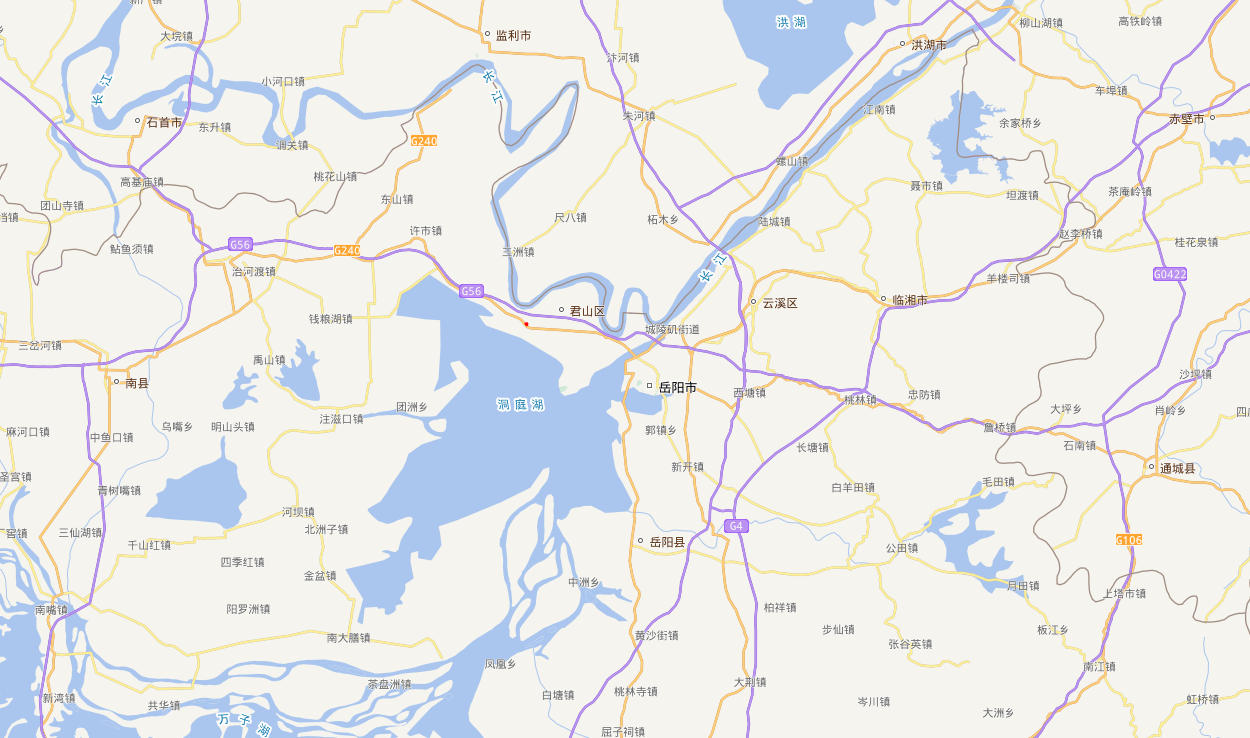 洪湖
柳山湖镇
高铁岭镇
大垸镇
监利市
洪湖市
汴河镇
小河口镇
长江
长江
车埠镇
石首市
东升镇
朱河镇
江南镇
余家桥乡
赤壁市
调关镇
G240
螺山镇
高基庙镇
桃花山镇
聂市镇
坦渡镇
茶庵岭镇
团山寺镇
东山镇
尺八镇
柘木乡
陆城镇
鲇鱼须镇
G56
G240
许市镇
三洲镇
长江
赵李桥镇
桂花泉镇
治河渡镇
G56
羊楼司镇
G0422
钱粮湖镇
君山区
城陵矶街道
云溪区
临湘市
三岔河镇
禹山镇
南县
岳阳市
西塘镇
桃林镇
忠防镇
沙坪镇
团洲乡
洞庭湖
大坪乡
肖岭乡
麻河口镇
中鱼口镇
乌嘴乡
明山头镇
注滋口镇
郭镇乡
长塘镇
詹桥镇
石南镇
新开镇
通城县
青树嘴镇
白羊田镇
毛田镇
河坝镇
三仙湖镇
北洲子镇
G4
千山红镇
岳阳县
公田镇
G106
四季红镇
金盆镇
中洲乡
月田镇
上塔市镇
南嘴镇
阳罗洲镇
柏祥镇
步仙镇
板江乡
南大膳镇
黄沙街镇
张谷英镇
凤凰乡
南江镇
新湾镇
茶盘洲镇
白塘镇
桃林寺镇
大荆镇
共华镇
岑川镇
大洲乡
虹桥镇
万子湖
屈子祠镇